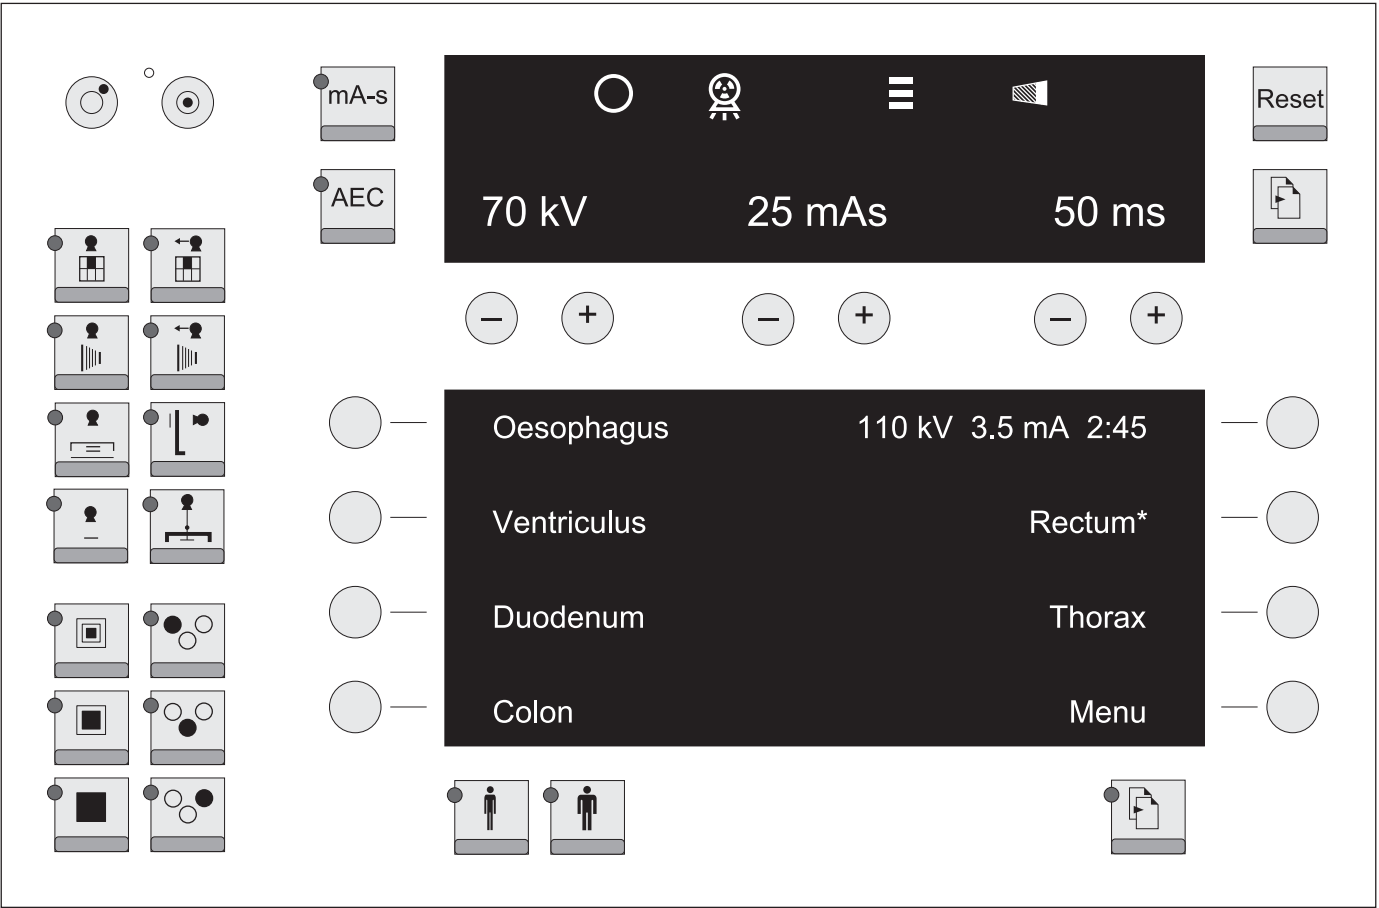 mA-s
Reset
AEC
70 kV 25 mAs 50 ms
– + – + – +
Oesophagus 110 kV 3.5 mA 2:45
Ventriculus Rectum*
Duodenum Thorax
Colon Menu